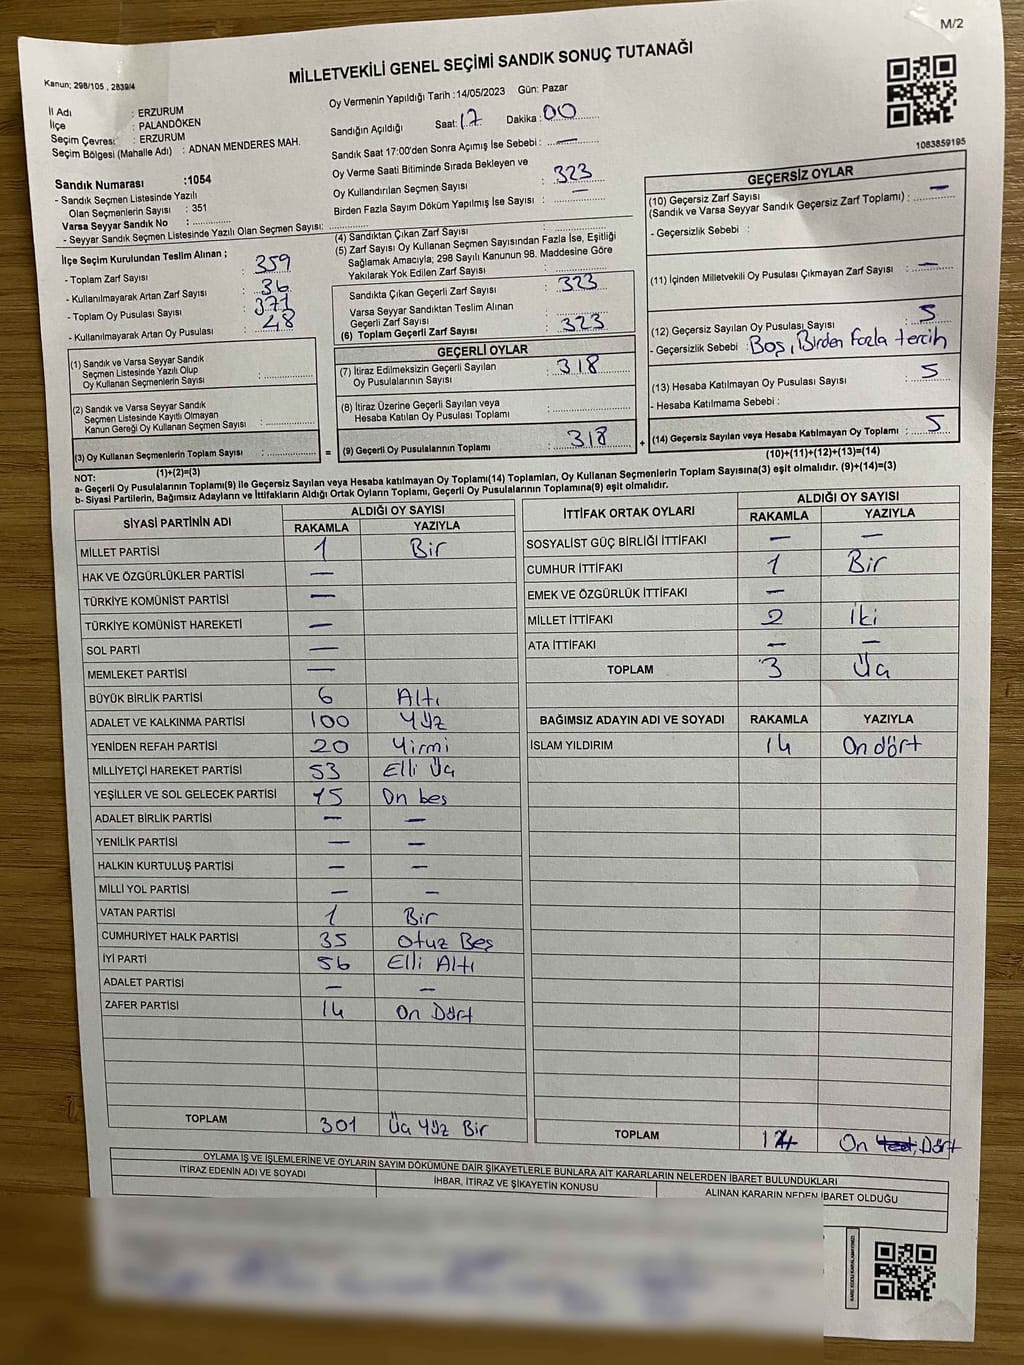 M/2
MİLLETVEKİLİ GENEL SEÇİMİ SANDIK SONUÇ TUTANAĞI
Kanun; 298/105 , 2839/4
İl Adı : ERZURUM
İlçe : PALANDÖKEN
Seçim Çevresi : ERZURUM
Seçim Bölgesi (Mahalle Adı) : ADNAN MENDERES MAH.
Oy Vermenin Yapıldığı Tarih :14/05/2023 Gün: Pazar
Sandığın Açıldığı Saat: 17 Dakika: 00
Sandık Saat 17:00'den Sonra Açımış İse Sebebi : —
Oy Verme Saati Bitiminde Sırada Bekleyen ve
Oy Kullandırılan Seçmen Sayısı : 323
Birden Fazla Sayım Döküm Yapılmış İse Sayısı : —
1083859195
Sandık Numarası :1054
- Sandık Seçmen Listesinde Yazılı
Olan Seçmenlerin Sayısı : 351
Varsa Seyyar Sandık No :
- Seyyar Sandık Seçmen Listesinde Yazılı Olan Seçmen Sayısı:
İlçe Seçim Kurulundan Teslim Alınan ;
- Toplam Zarf Sayısı : 359
- Kullanılmayarak Artan Zarf Sayısı : 36
- Toplam Oy Pusulası Sayısı : 371
- Kullanılmayarak Artan Oy Pusulası : 48
(1) Sandık ve Varsa Seyyar Sandık
Seçmen Listesinde Yazılı Olup
Oy Kullanan Seçmenlerin Sayısı :
(2) Sandık ve Varsa Seyyar Sandık
Seçmen Listesinde Kayıtlı Olmayan
Kanun Gereği Oy Kullanan Seçmen Sayısı :
(3) Oy Kullanan Seçmenlerin Toplam Sayısı :
(1)+(2)=(3)
(4) Sandıktan Çıkan Zarf Sayısı :
(5) Zarf Sayısı Oy Kullanan Seçmen Sayısından Fazla İse, Eşitliği
Sağlamak Amacıyla; 298 Sayılı Kanunun 98. Maddesine Göre
Yakılarak Yok Edilen Zarf Sayısı :
Sandıkta Çıkan Geçerli Zarf Sayısı : 323
Varsa Seyyar Sandıktan Teslim Alınan
Geçerli Zarf Sayısı :
(6) Toplam Geçerli Zarf Sayısı : 323
GEÇERLİ OYLAR
(7) İtiraz Edilmeksizin Geçerli Sayılan
Oy Pusulalarının Sayısı : 318
(8) İtiraz Üzerine Geçerli Sayılan veya
Hesaba Katılan Oy Pusulası Toplamı :
= (9) Geçerli Oy Pusulalarının Toplamı : 318 +
GEÇERSİZ OYLAR
(10) Geçersiz Zarf Sayısı
(Sandık ve Varsa Seyyar Sandık Geçersiz Zarf Toplamı) : —
- Geçersizlik Sebebi :
(11) İçinden Milletvekili Oy Pusulası Çıkmayan Zarf Sayısı : —
(12) Geçersiz Sayılan Oy Pusulası Sayısı : 5
- Geçersizlik Sebebi : Boş, Birden fazla tercih
(13) Hesaba Katılmayan Oy Pusulası Sayısı : 5
- Hesaba Katılmama Sebebi :
(14) Geçersiz Sayılan veya Hesaba Katılmayan Oy Toplamı : 5
(10)+(11)+(12)+(13)=(14)
NOT:
a- Geçerli Oy Pusulalarının Toplamı(9) ile Geçersiz Sayılan veya Hesaba katılmayan Oy Toplamı(14) Toplamları, Oy Kullanan Seçmenlerin Toplam Sayısına(3) eşit olmalıdır. (9)+(14)=(3)
b- Siyasi Partilerin, Bağımsız Adayların ve İttifakların Aldığı Ortak Oyların Toplamı, Geçerli Oy Pusulalarının Toplamına(9) eşit olmalıdır.
SİYASİ PARTİNİN ADI ALDIĞI OY SAYISI
RAKAMLA YAZIYLA
MİLLET PARTİSİ 1 Bir
HAK VE ÖZGÜRLÜKLER PARTİSİ —
TÜRKİYE KOMÜNİST PARTİSİ —
TÜRKİYE KOMÜNİST HAREKETİ —
SOL PARTİ —
MEMLEKET PARTİSİ —
BÜYÜK BİRLİK PARTİSİ 6 Altı
ADALET VE KALKINMA PARTİSİ 100 Yüz
YENİDEN REFAH PARTİSİ 20 Yirmi
MİLLİYETÇİ HAREKET PARTİSİ 53 Elli Üç
YEŞİLLER VE SOL GELECEK PARTİSİ 15 On beş
ADALET BİRLİK PARTİSİ — —
YENİLİK PARTİSİ — —
HALKIN KURTULUŞ PARTİSİ — —
MİLLİ YOL PARTİSİ — —
VATAN PARTİSİ 1 Bir
CUMHURİYET HALK PARTİSİ 35 Otuz Beş
İYİ PARTİ 56 Elli Altı
ADALET PARTİSİ — —
ZAFER PARTİSİ 14 On Dört
TOPLAM 301 Üç Yüz Bir
İTTİFAK ORTAK OYLARI ALDIĞI OY SAYISI
RAKAMLA YAZIYLA
SOSYALİST GÜÇ BİRLİĞİ İTTİFAKI — —
CUMHUR İTTİFAKI 1 Bir
EMEK VE ÖZGÜRLÜK İTTİFAKI —
MİLLET İTTİFAKI 2 İki
ATA İTTİFAKI — —
TOPLAM 3 Üç
BAĞIMSIZ ADAYIN ADI VE SOYADI RAKAMLA YAZIYLA
İSLAM YILDIRIM 14 On dört
TOPLAM 14 On Dört
OYLAMA İŞ VE İŞLEMLERİNE VE OYLARIN SAYIM DÖKÜMÜNE DAİR ŞİKAYETLERLE BUNLARA AİT KARARLARIN NELERDEN İBARET BULUNDUKLARI
İTİRAZ EDENİN ADI VE SOYADI İHBAR, İTİRAZ VE ŞİKAYETİN KONUSU ALINAN KARARIN NEDEN İBARET OLDUĞU